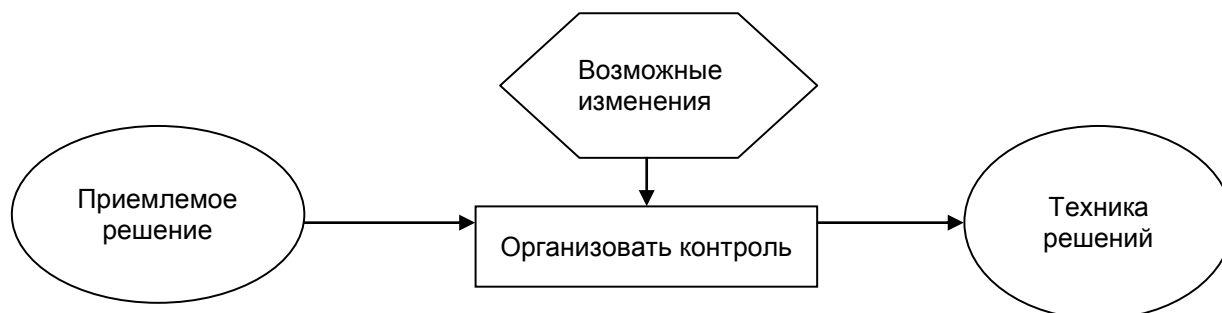 Возможные
изменения
Приемлемое
решение
Организовать контроль
Техника
решений